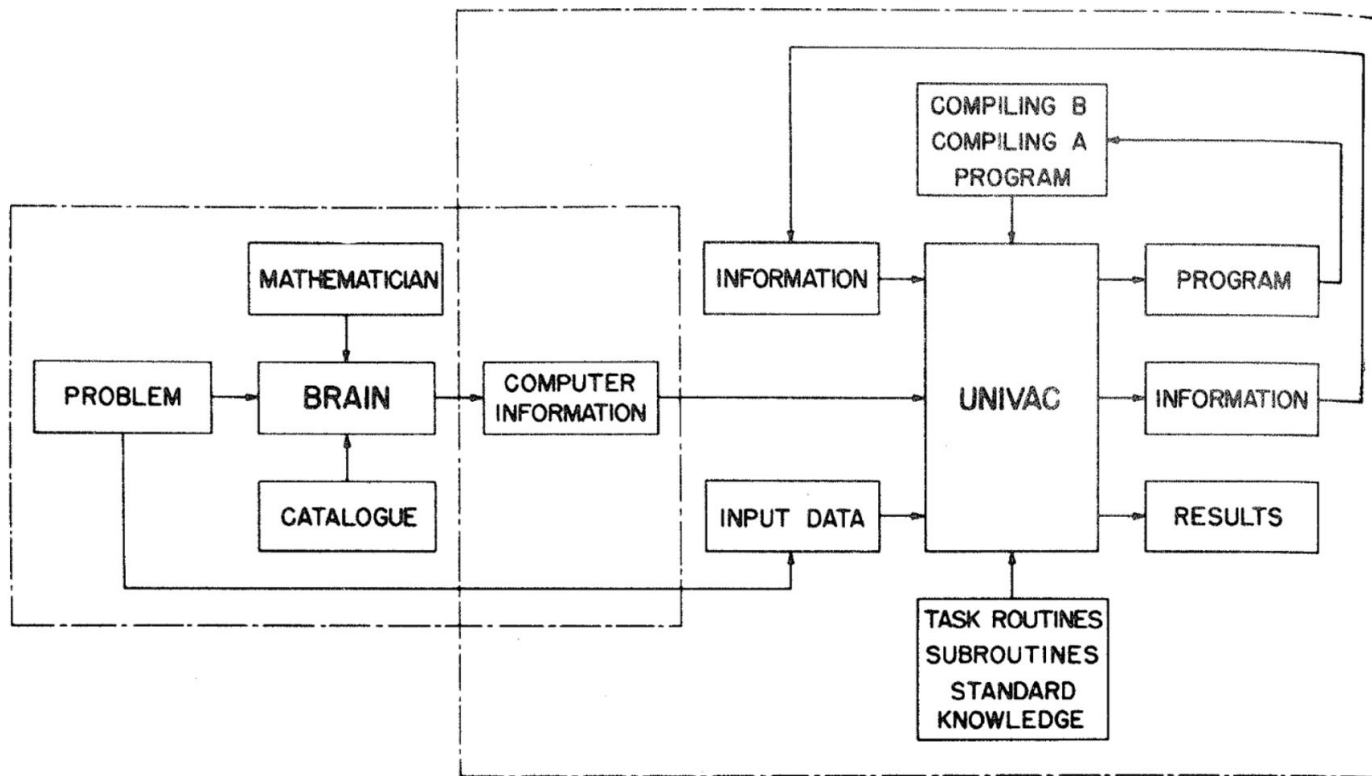 COMPILING B
COMPILING A
PROGRAM
MATHEMATICIAN
INFORMATION
PROGRAM
PROBLEM
BRAIN
COMPUTER
INFORMATION
UNIVAC
INFORMATION
CATALOGUE
INPUT DATA
RESULTS
TASK ROUTINES
SUBROUTINES
STANDARD
KNOWLEDGE